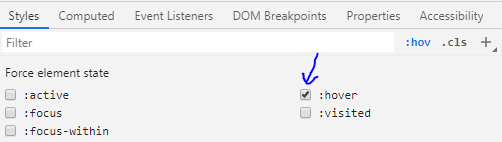 Styles Computed Event Listeners DOM Breakpoints Properties Accessibility
Filter :hov .cls +
Force element state
:active :hover
:focus :visited
:focus-within